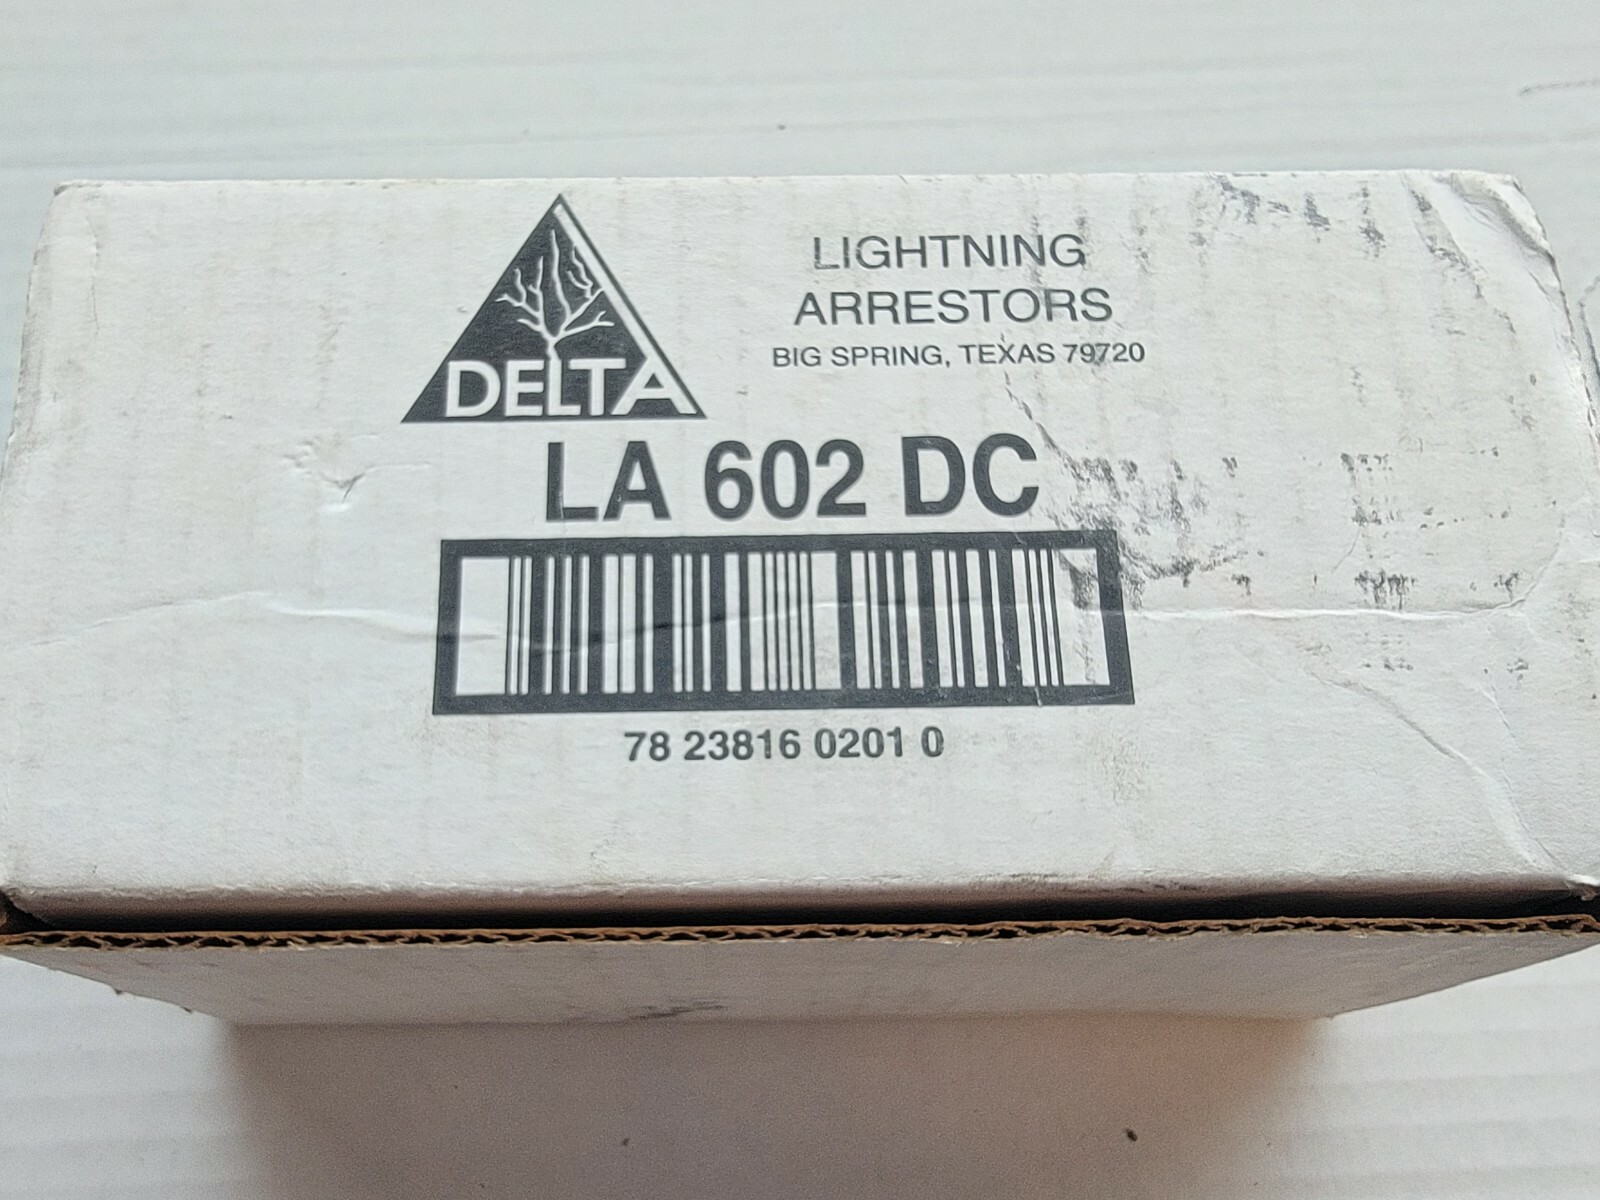 DELTA
LIGHTNING
ARRESTORS
BIG SPRING, TEXAS 79720
LA 602 DC
78 23816 0201 0